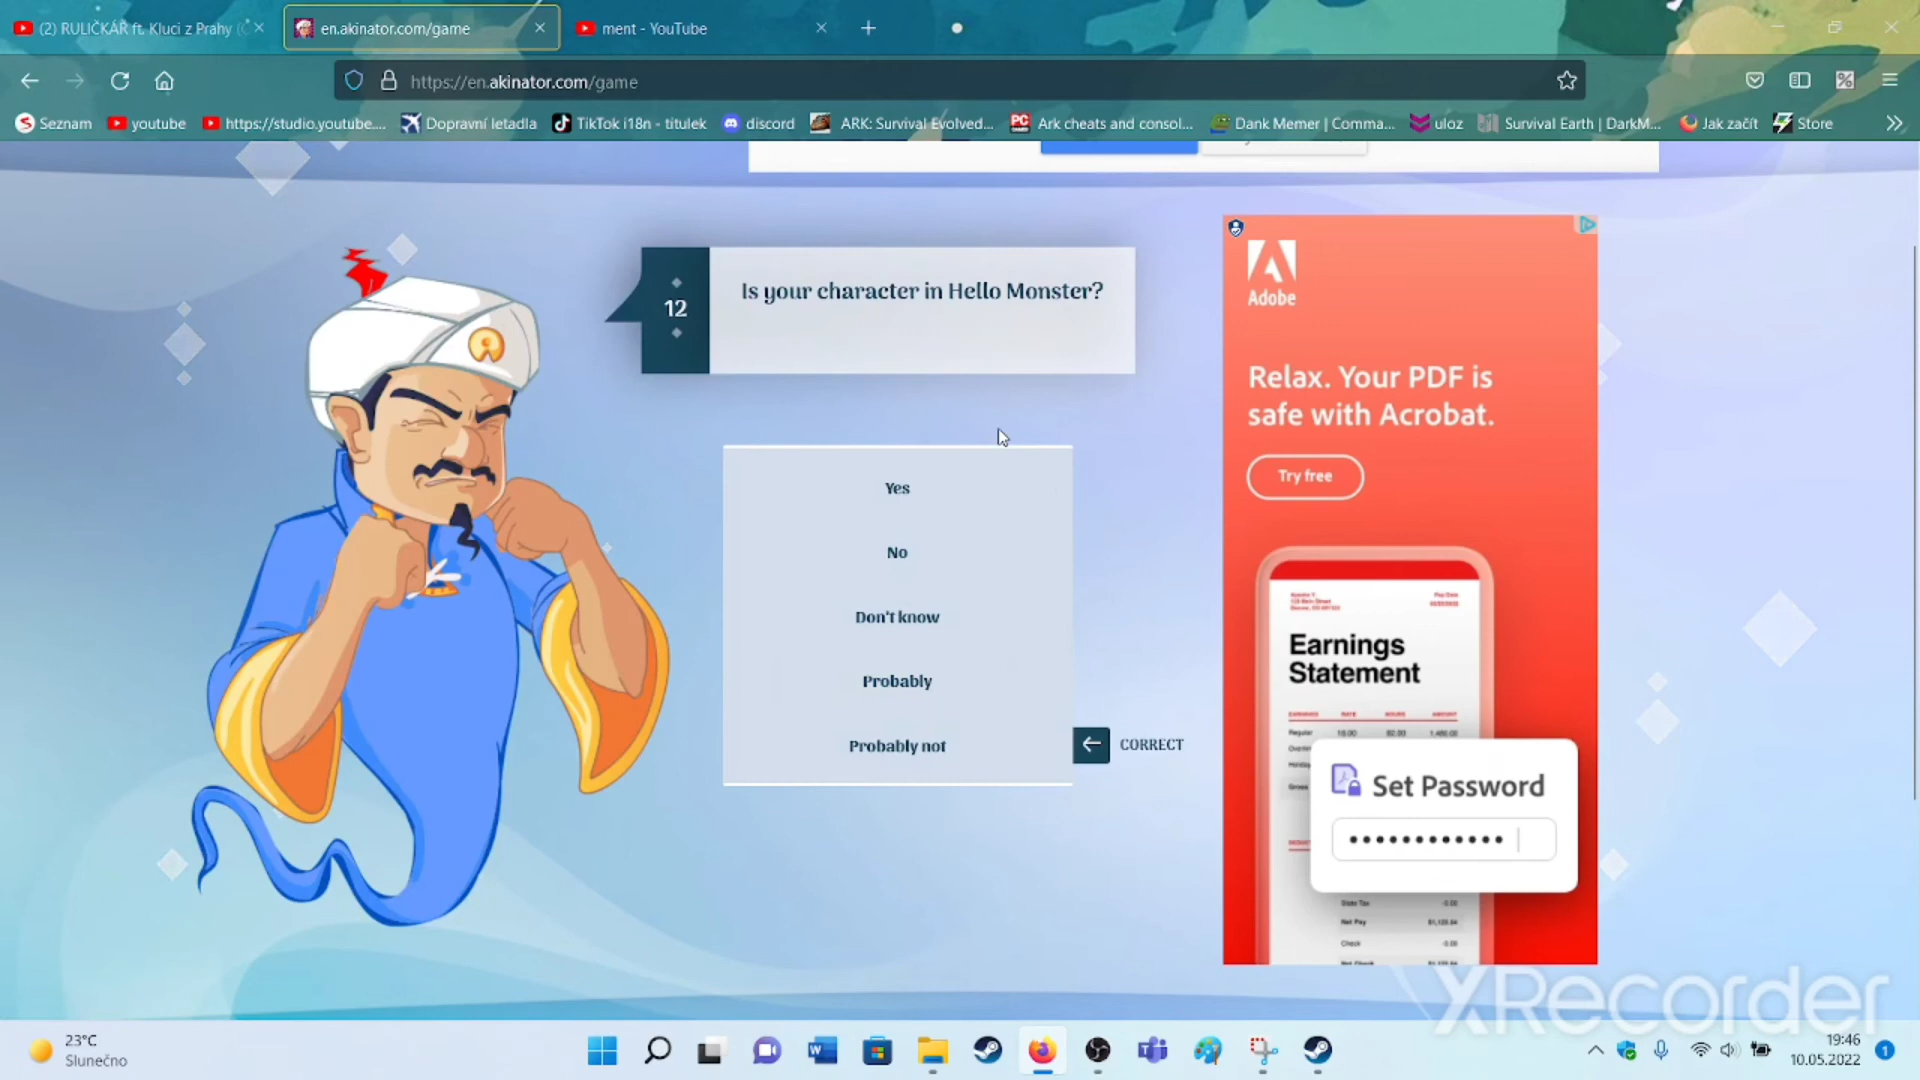 (2) RULIČKÁŘ ft. Kluci z Prahy
en.akinator.com/game
ment - YouTube
https://en.akinator.com/game
Seznam
youtube
https://studio.youtube....
Dopravní letadla
TikTok i18n - titulek
discord
ARK: Survival Evolved...
Ark cheats and consol...
Dank Memer | Comma...
uloz
Survival Earth | DarkM...
Jak začít
Store
12
Is your character in Hello Monster?
Yes
No
Don't know
Probably
Probably not
CORRECT
Adobe
Relax. Your PDF is
safe with Acrobat.
Try free
Earnings
Statement
Set Password
XRecorder
23°C
Slunečno
19:46
10.05.2022
1